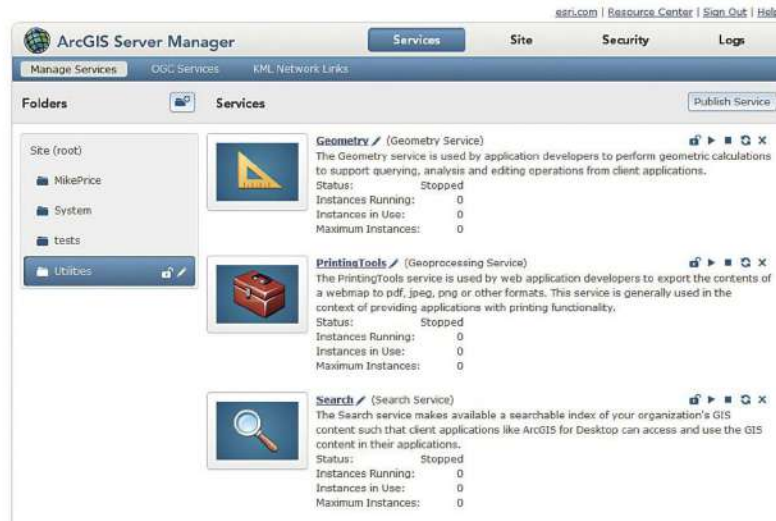 esri.com | Resource Center | Sign Out | Help
ArcGIS Server Manager
Services Site Security Logs
Manage Services OGC Services KML Network Links
Folders
Services
Publish Service
Site (root)
MikePrice
System
tests
Utilities
Geometry (Geometry Service)
The Geometry service is used by application developers to perform geometric calculations
to support querying, analysis and editing operations from client applications.
Status: Stopped
Instances Running: 0
Instances in Use: 0
Maximum Instances: 0
PrintingTools (Geoprocessing Service)
The PrintingTools service is used by web application developers to export the contents of
a webmap to pdf, jpeg, png or other formats. This service is generally used in the
context of providing applications with printing functionality.
Status: Stopped
Instances Running: 0
Instances in Use: 0
Maximum Instances: 0
Search (Search Service)
The Search service makes available a searchable index of your organization's GIS
content such that client applications like ArcGIS for Desktop can access and use the GIS
content in their applications.
Status: Stopped
Instances Running: 0
Instances in Use: 0
Maximum Instances: 0